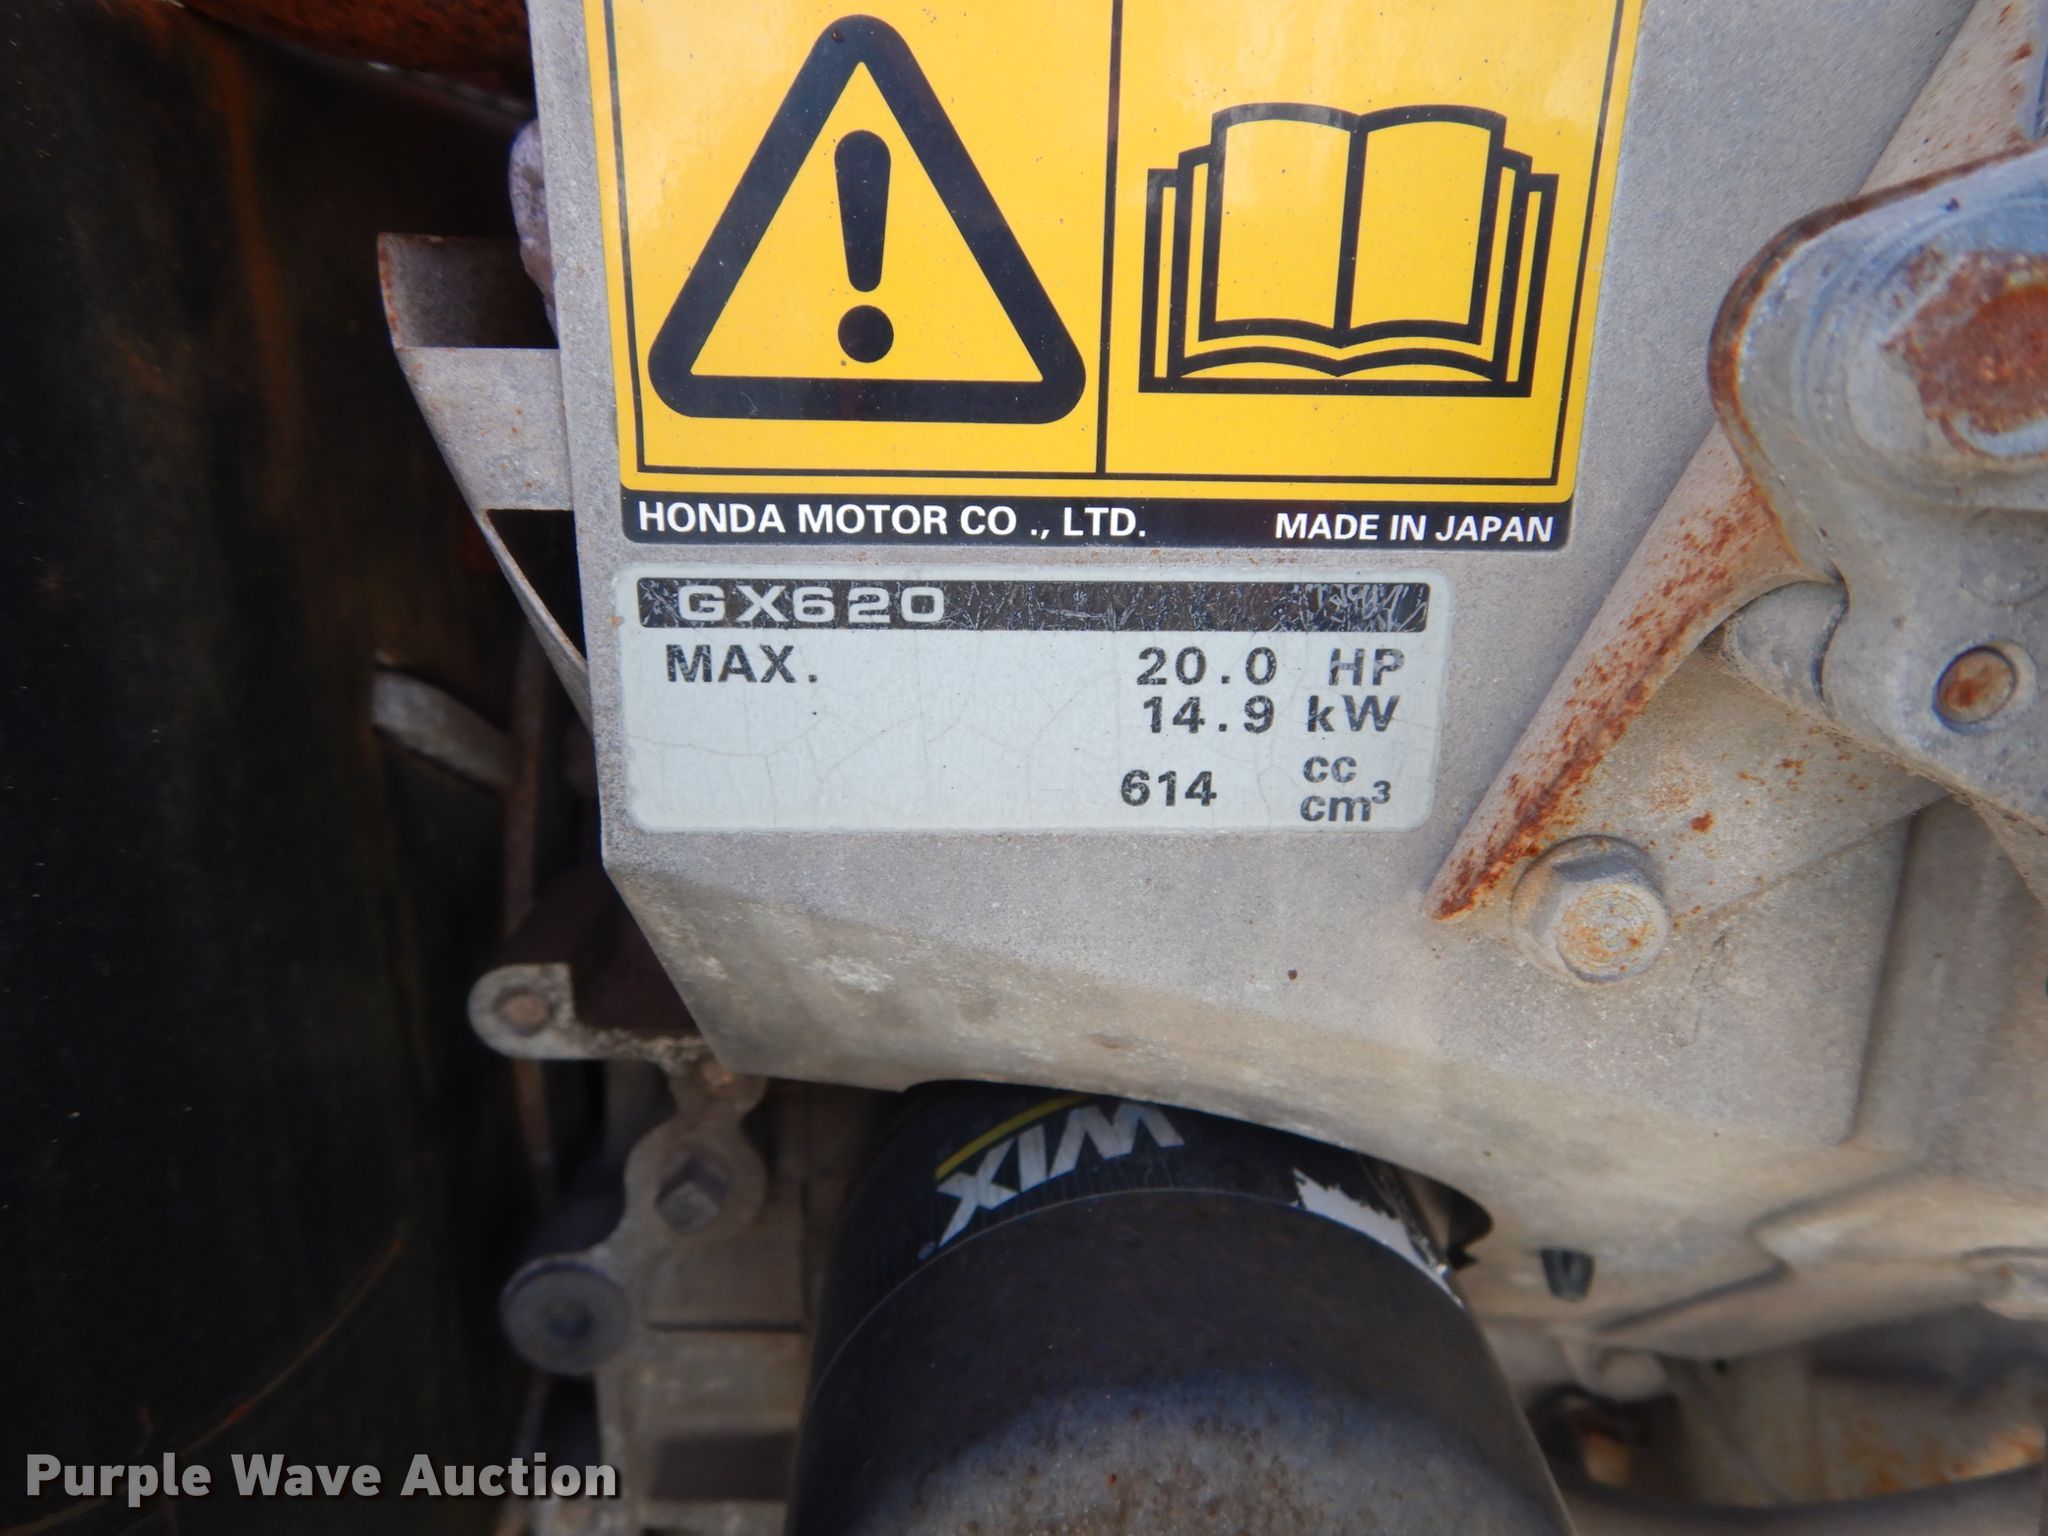 HONDA MOTOR CO ., LTD. MADE IN JAPAN
GX620
MAX. 20.0 HP
14.9 kW
614 cc
cm³
WIX
Purple Wave Auction